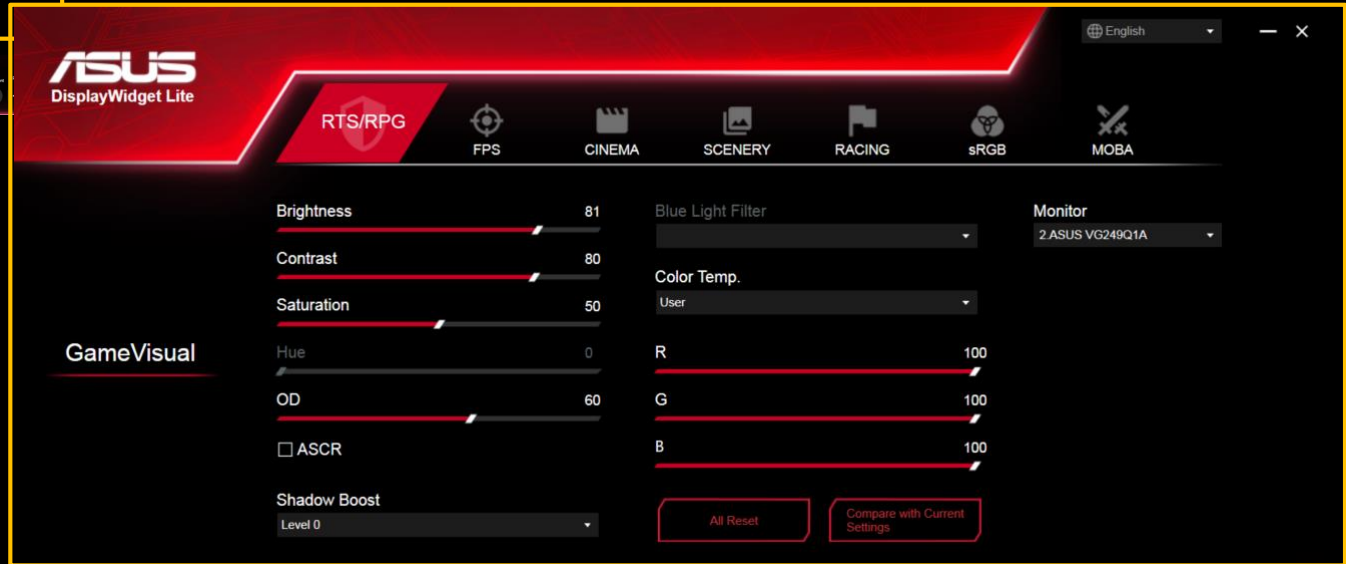 English
ASUS
DisplayWidget Lite
RTS/RPG
FPS
CINEMA
SCENERY
RACING
sRGB
MOBA
Brightness 81
Contrast 80
Saturation 50
Hue 0
OD 60
ASCR
Shadow Boost
Level 0
GameVisual
Blue Light Filter
Color Temp.
User
R 100
G 100
B 100
All Reset
Compare with Current
Settings
Monitor
2.ASUS VG249Q1A